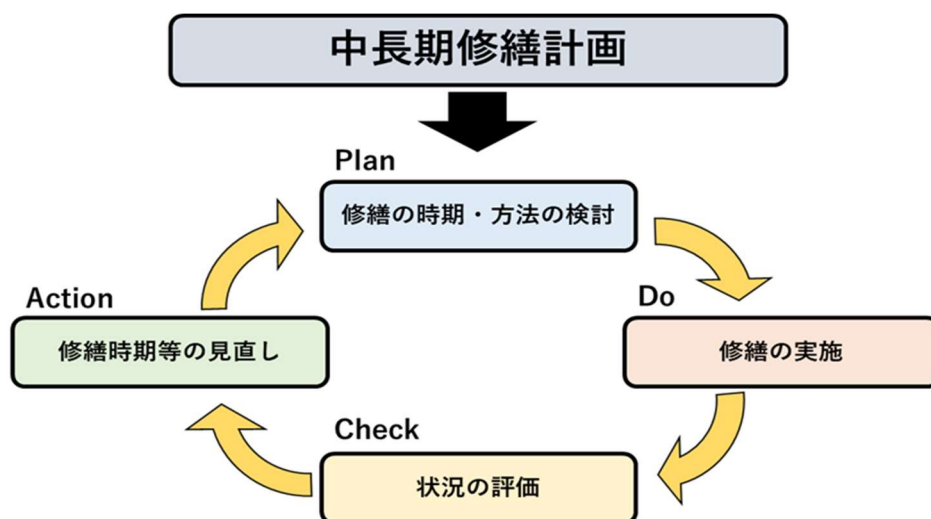 中長期修繕計画
Plan
修繕の時期・方法の検討
Action
Do
修繕時期等の見直し
修繕の実施
Check
状況の評価